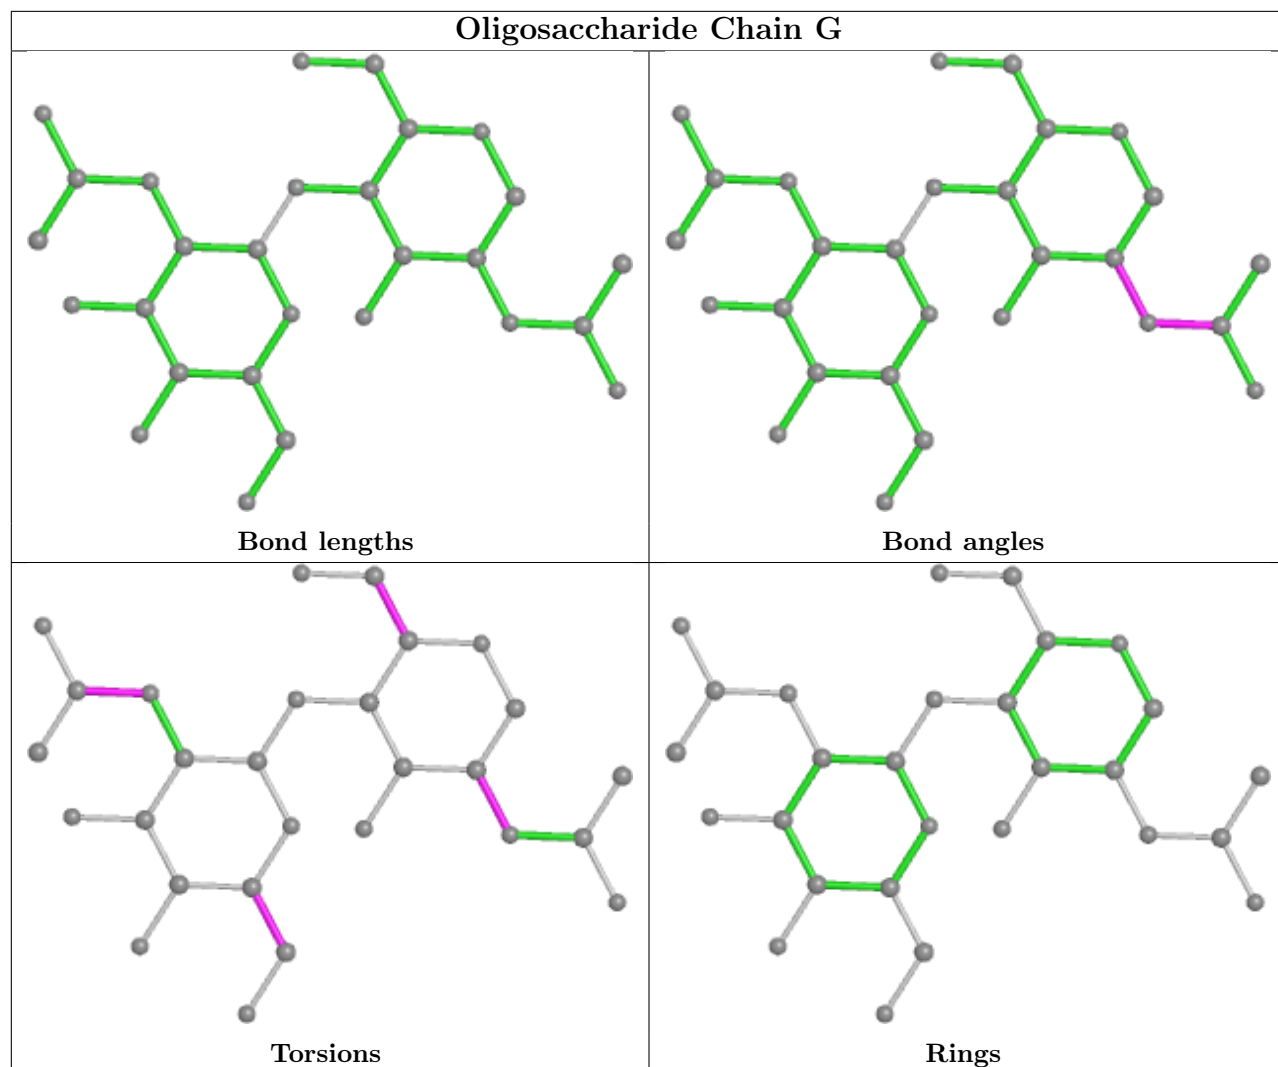 Oligosaccharide Chain G
Bond lengths
Bond angles
Torsions
Rings